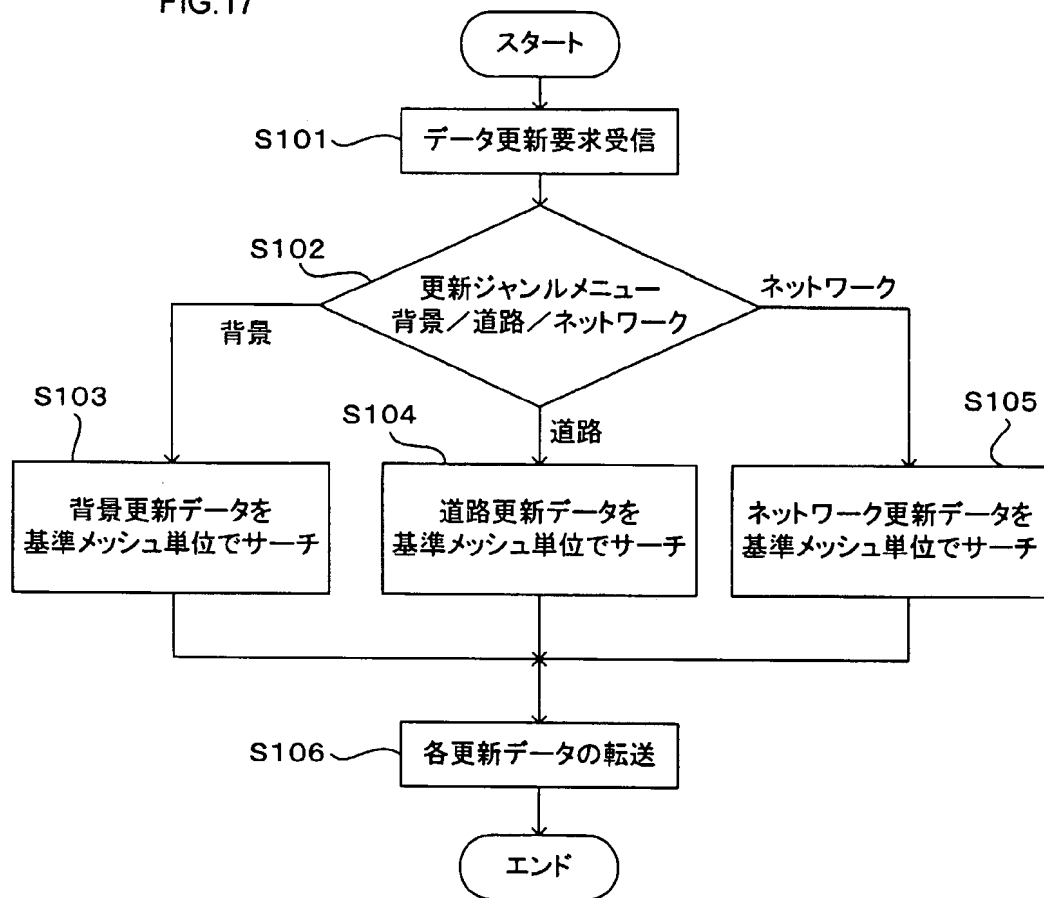 FIG.17
スタート
S101
データ更新要求受信
S102
更新ジャンルメニュー
背景／道路／ネットワーク
ネットワーク
背景
S103
S104
道路
S105
背景更新データを
基準メッシュ単位でサーチ
道路更新データを
基準メッシュ単位でサーチ
ネットワーク更新データを
基準メッシュ単位でサーチ
S106
各更新データの転送
エンド